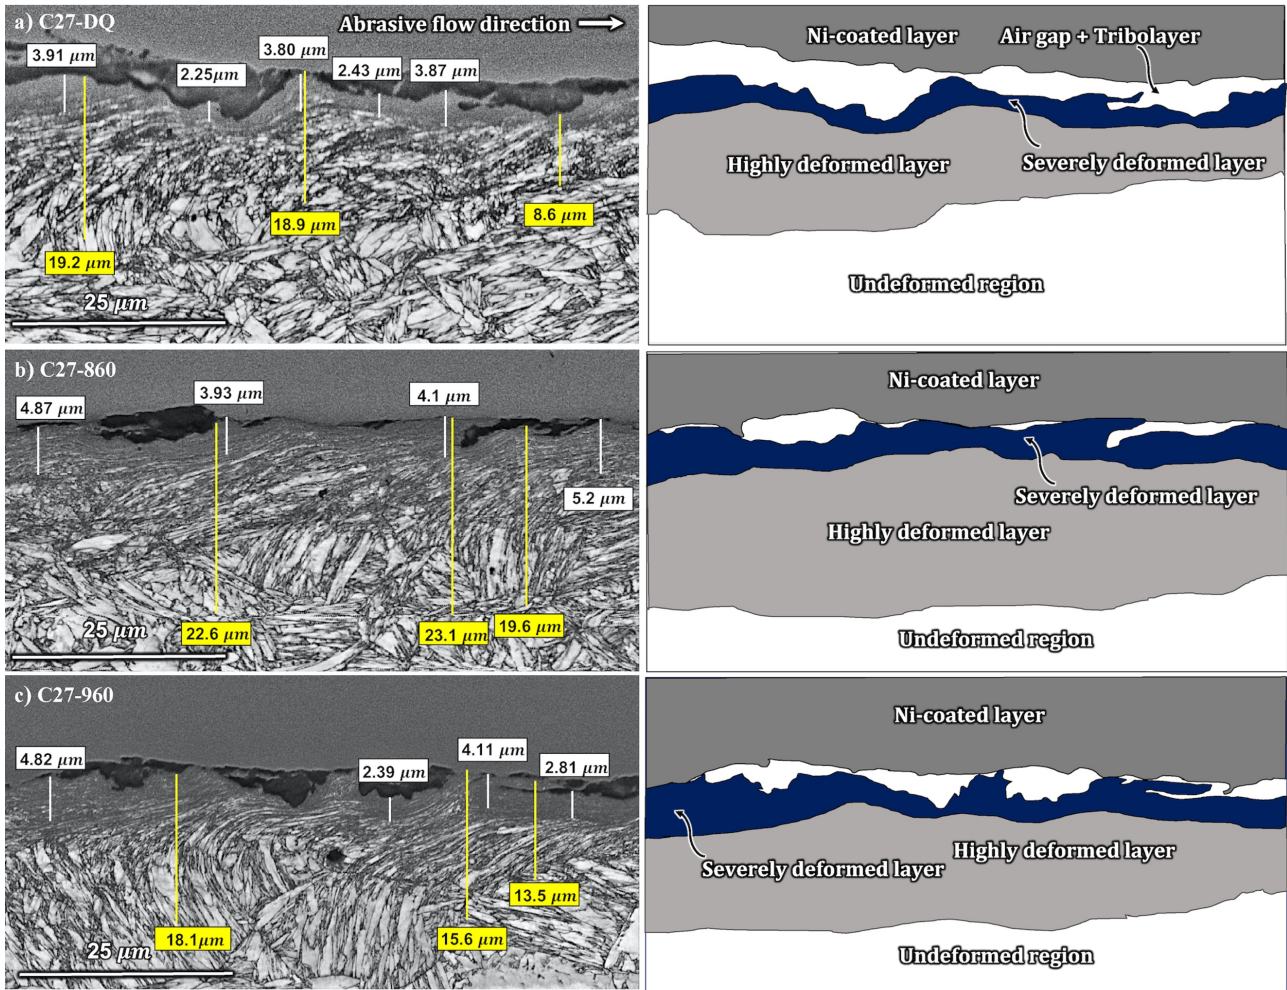 a) C27-DQ
Abrasive flow direction
3.91 μm
2.25μm
3.80 μm
2.43 μm
3.87 μm
19.2 μm
18.9 μm
8.6 μm
25 μm
Ni-coated layer
Air gap + Tribolayer
Highly deformed layer
Severely deformed layer
Undeformed region
b) C27-860
4.87 μm
3.93 μm
4.1 μm
5.2 μm
22.6 μm
23.1 μm
19.6 μm
25 μm
Ni-coated layer
Severely deformed layer
Highly deformed layer
Undeformed region
c) C27-960
4.82 μm
2.39 μm
4.11 μm
2.81 μm
18.1μm
15.6 μm
13.5 μm
25 μm
Ni-coated layer
Severely deformed layer
Highly deformed layer
Undeformed region